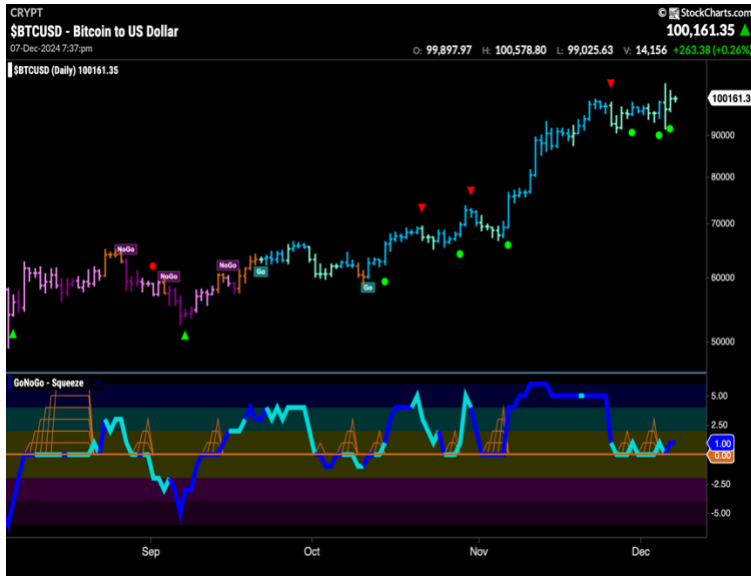 CRYPT
© StockCharts.com
$BTCUSD - Bitcoin to US Dollar
100,161.35
07-Dec-2024 7:37:pm
O: 99,897.97 H: 100,578.80 L: 99,025.63 V: 14,156 +263.38 (+0.26%)
$BTCUSD (Daily) 100161.35
100161.3
90000
80000
70000
NoGo
NoGo
NoGo
Go
Go
60000
50000
GoNoGo - Squeeze
5.00
2.50
1.00
0.00
-2.50
-5.00
Sep Oct Nov Dec